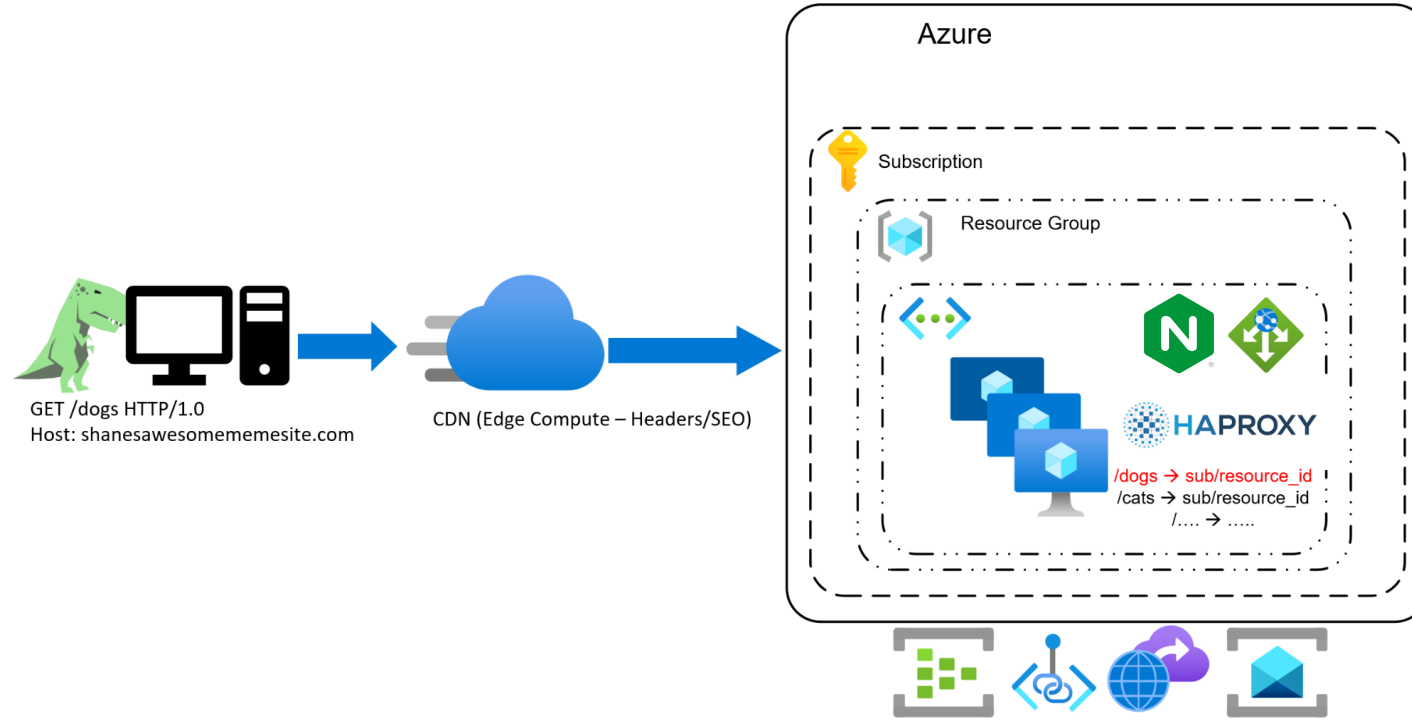 Azure
Subscription
Resource Group
N
HAPROXY
/dogs → sub/resource_id
/cats → sub/resource_id
/.... → .....
GET /dogs HTTP/1.0
Host: shanesawesomememesite.com
CDN (Edge Compute – Headers/SEO)